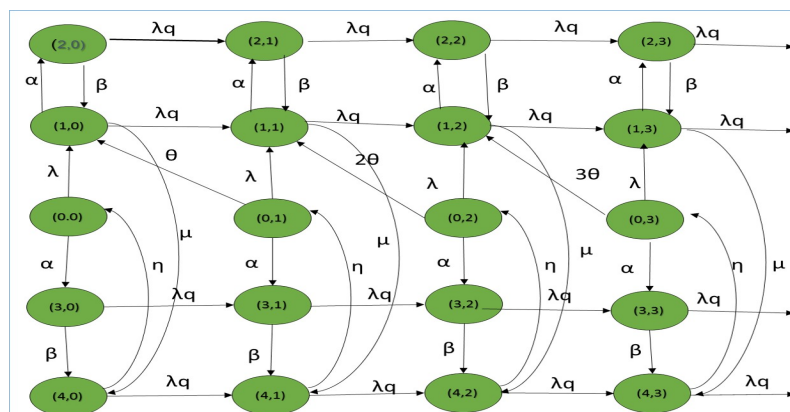 (2,0) λq (2,1) λq (2,2) λq (2,3) λq
α β α β α β α β
(1,0) λq (1,1) λq (1,2) λq (1,3) λq
θ 2θ 3θ
λ λ λ λ
(0.0) (0,1) (0,2) (0,3)
μ μ μ μ
α η α η α η α η
(3,0) λq (3,1) λq (3,2) λq (3,3) λq
β β β β
(4,0) λq (4,1) λq (4,2) λq (4,3) λq